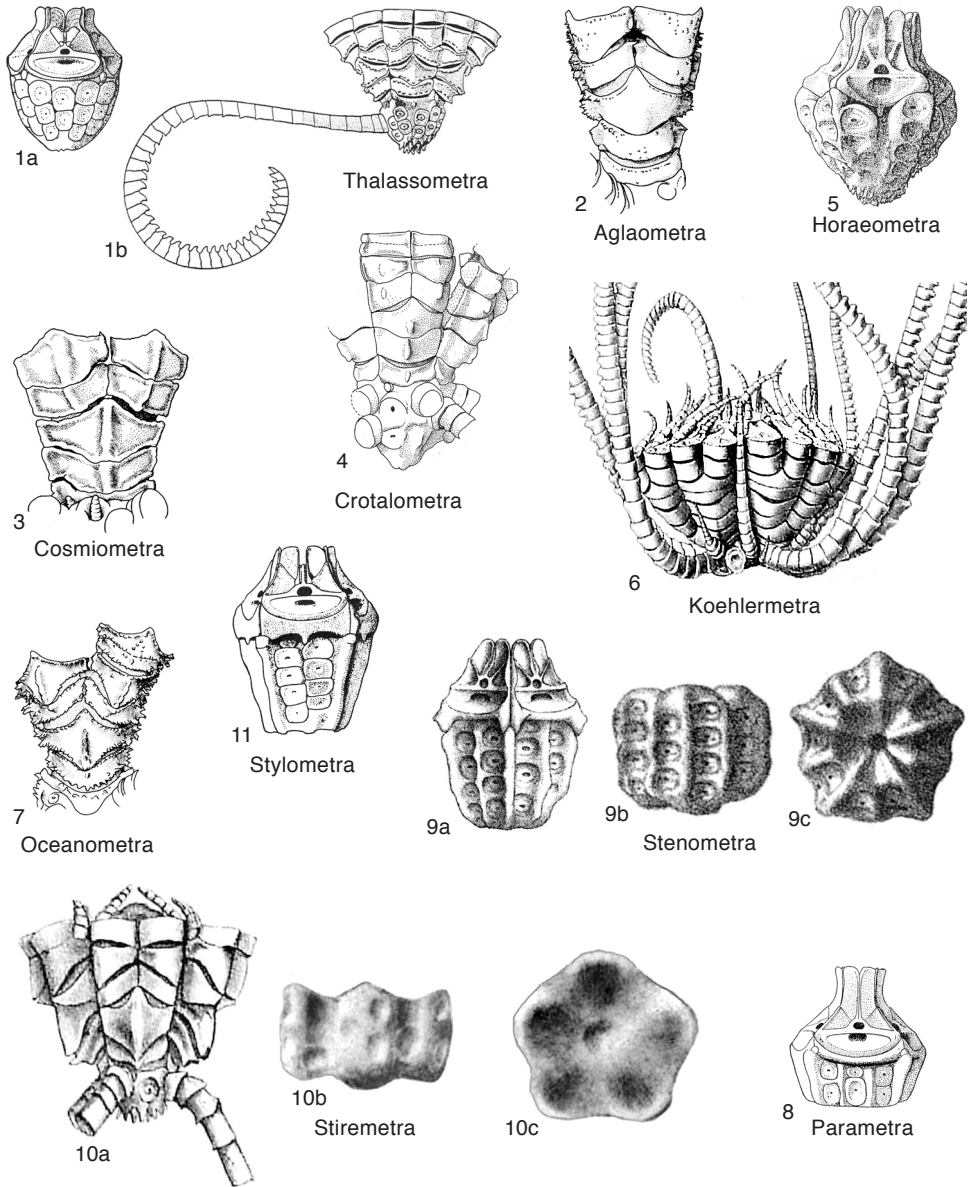 1a
1b
Thalassometra
2
Aglaometra
5
Horaeometra
3
Cosmiometra
4
Crotalometra
6
Koehlermetra
7
Oceanometra
11
Stylometra
9a
9b
9c
Stenometra
10a
10b
10c
Stiremetra
8
Parametra